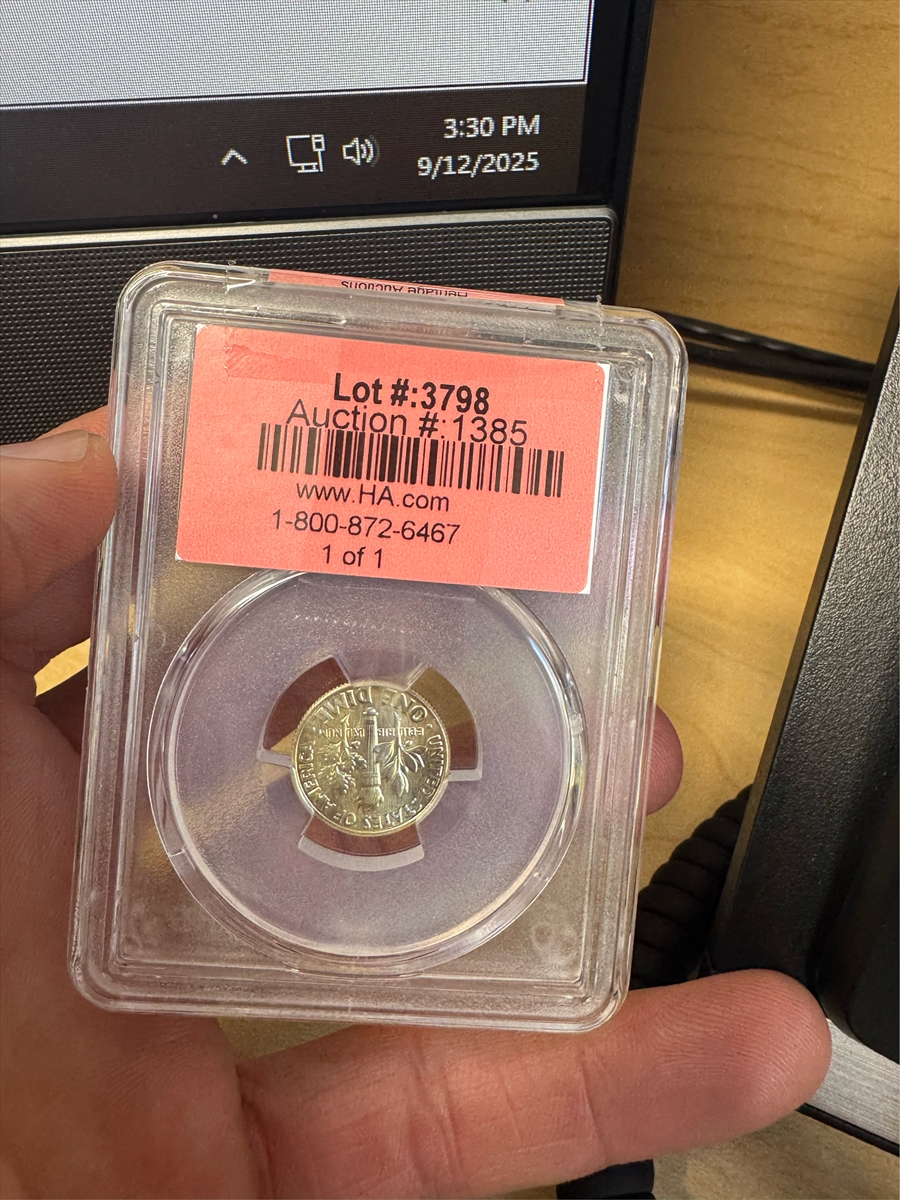 3:30 PM
9/12/2025
Heritage Auctions
Lot #:3798
Auction #:1385
www.HA.com
1-800-872-6467
1 of 1
UNITED STATES OF AMERICA · ONE DIME ·
E PLURIBUS UNUM